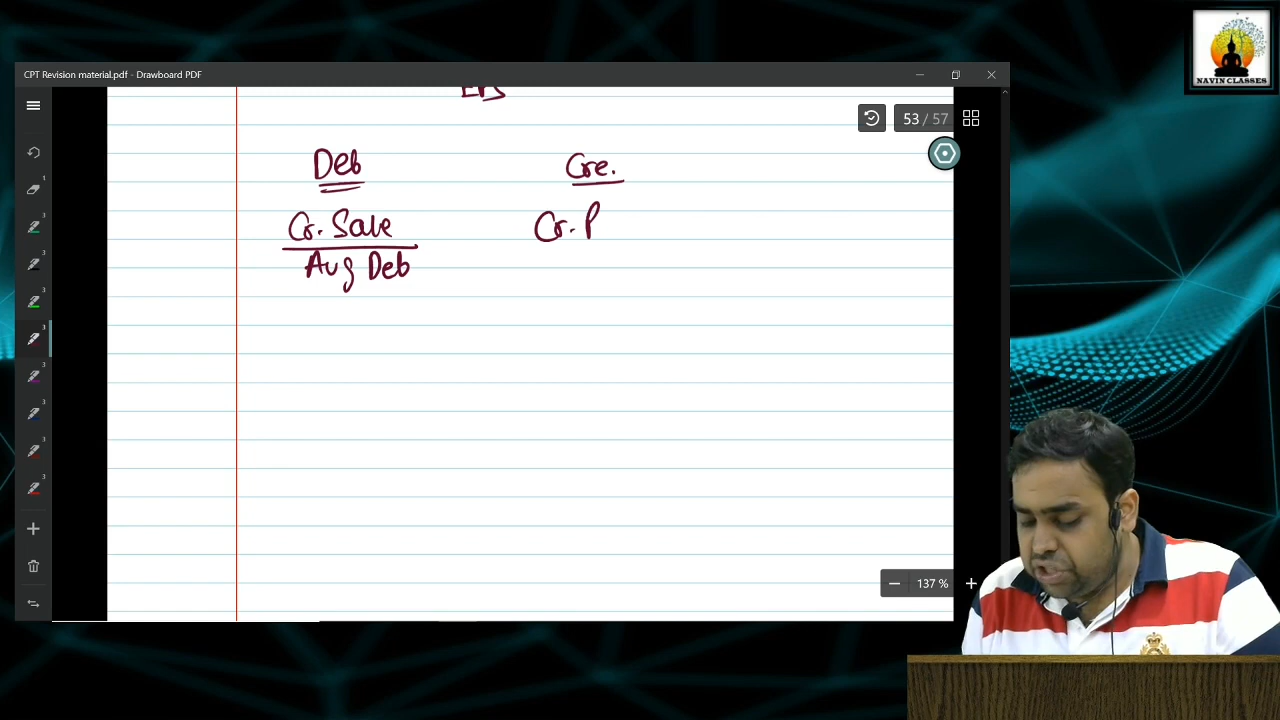 NAVIN CLASSES
CPT Revision material.pdf - Drawboard PDF
53 / 57
Deb
Cre.
Cr. Sale
Cr. P
Avg Deb
137 %